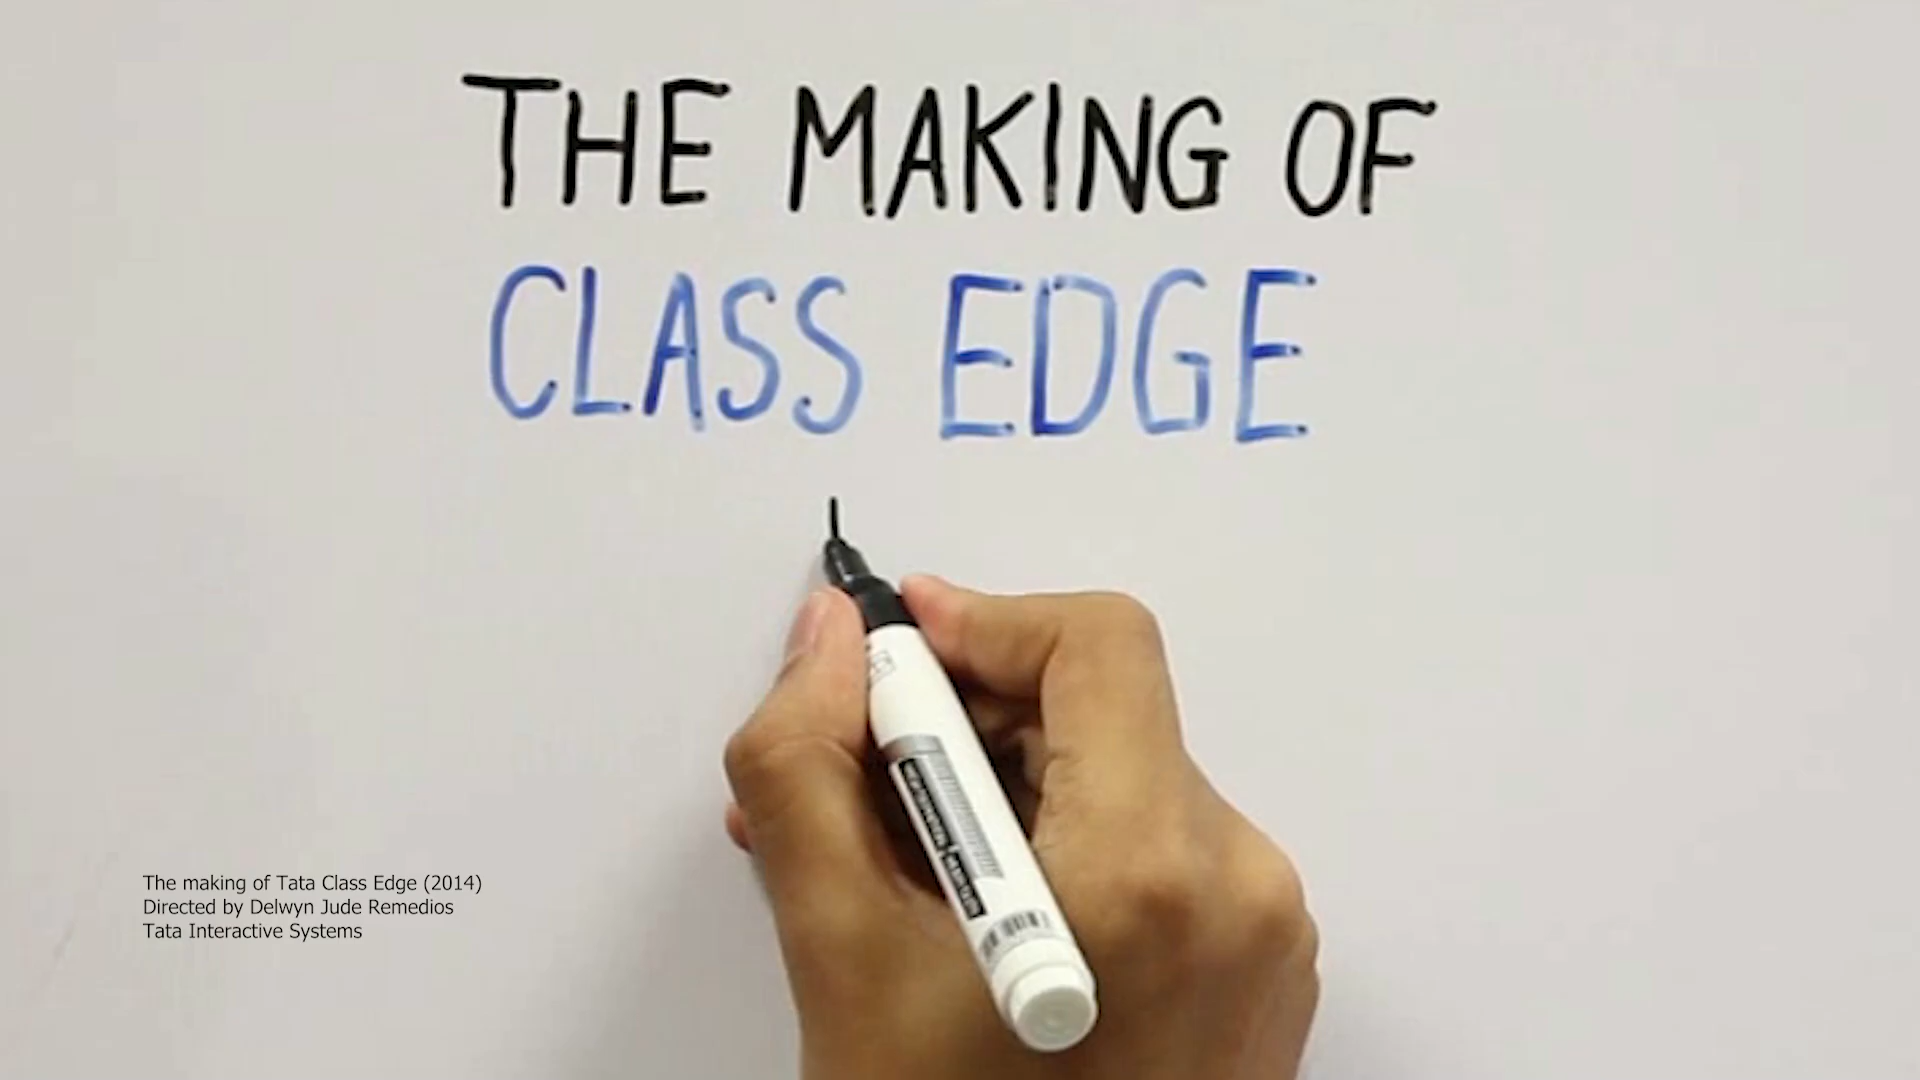 THE MAKING OF
CLASS EDGE
The making of Tata Class Edge (2014)
Directed by Delwyn Jude Remedios
Tata Interactive Systems